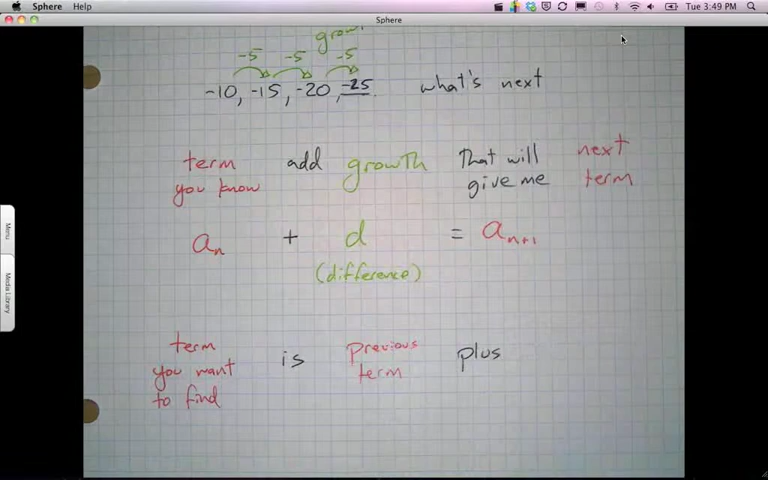 Sphere Help
Tue 3:49 PM
Sphere
grow
-5 -5 -5
-10, -15, -20, -25 what's next
term add growth That will next
you know give me term
an + d = an+1
(difference)
term is previous plus
you want term
to find
Menu
Media Library